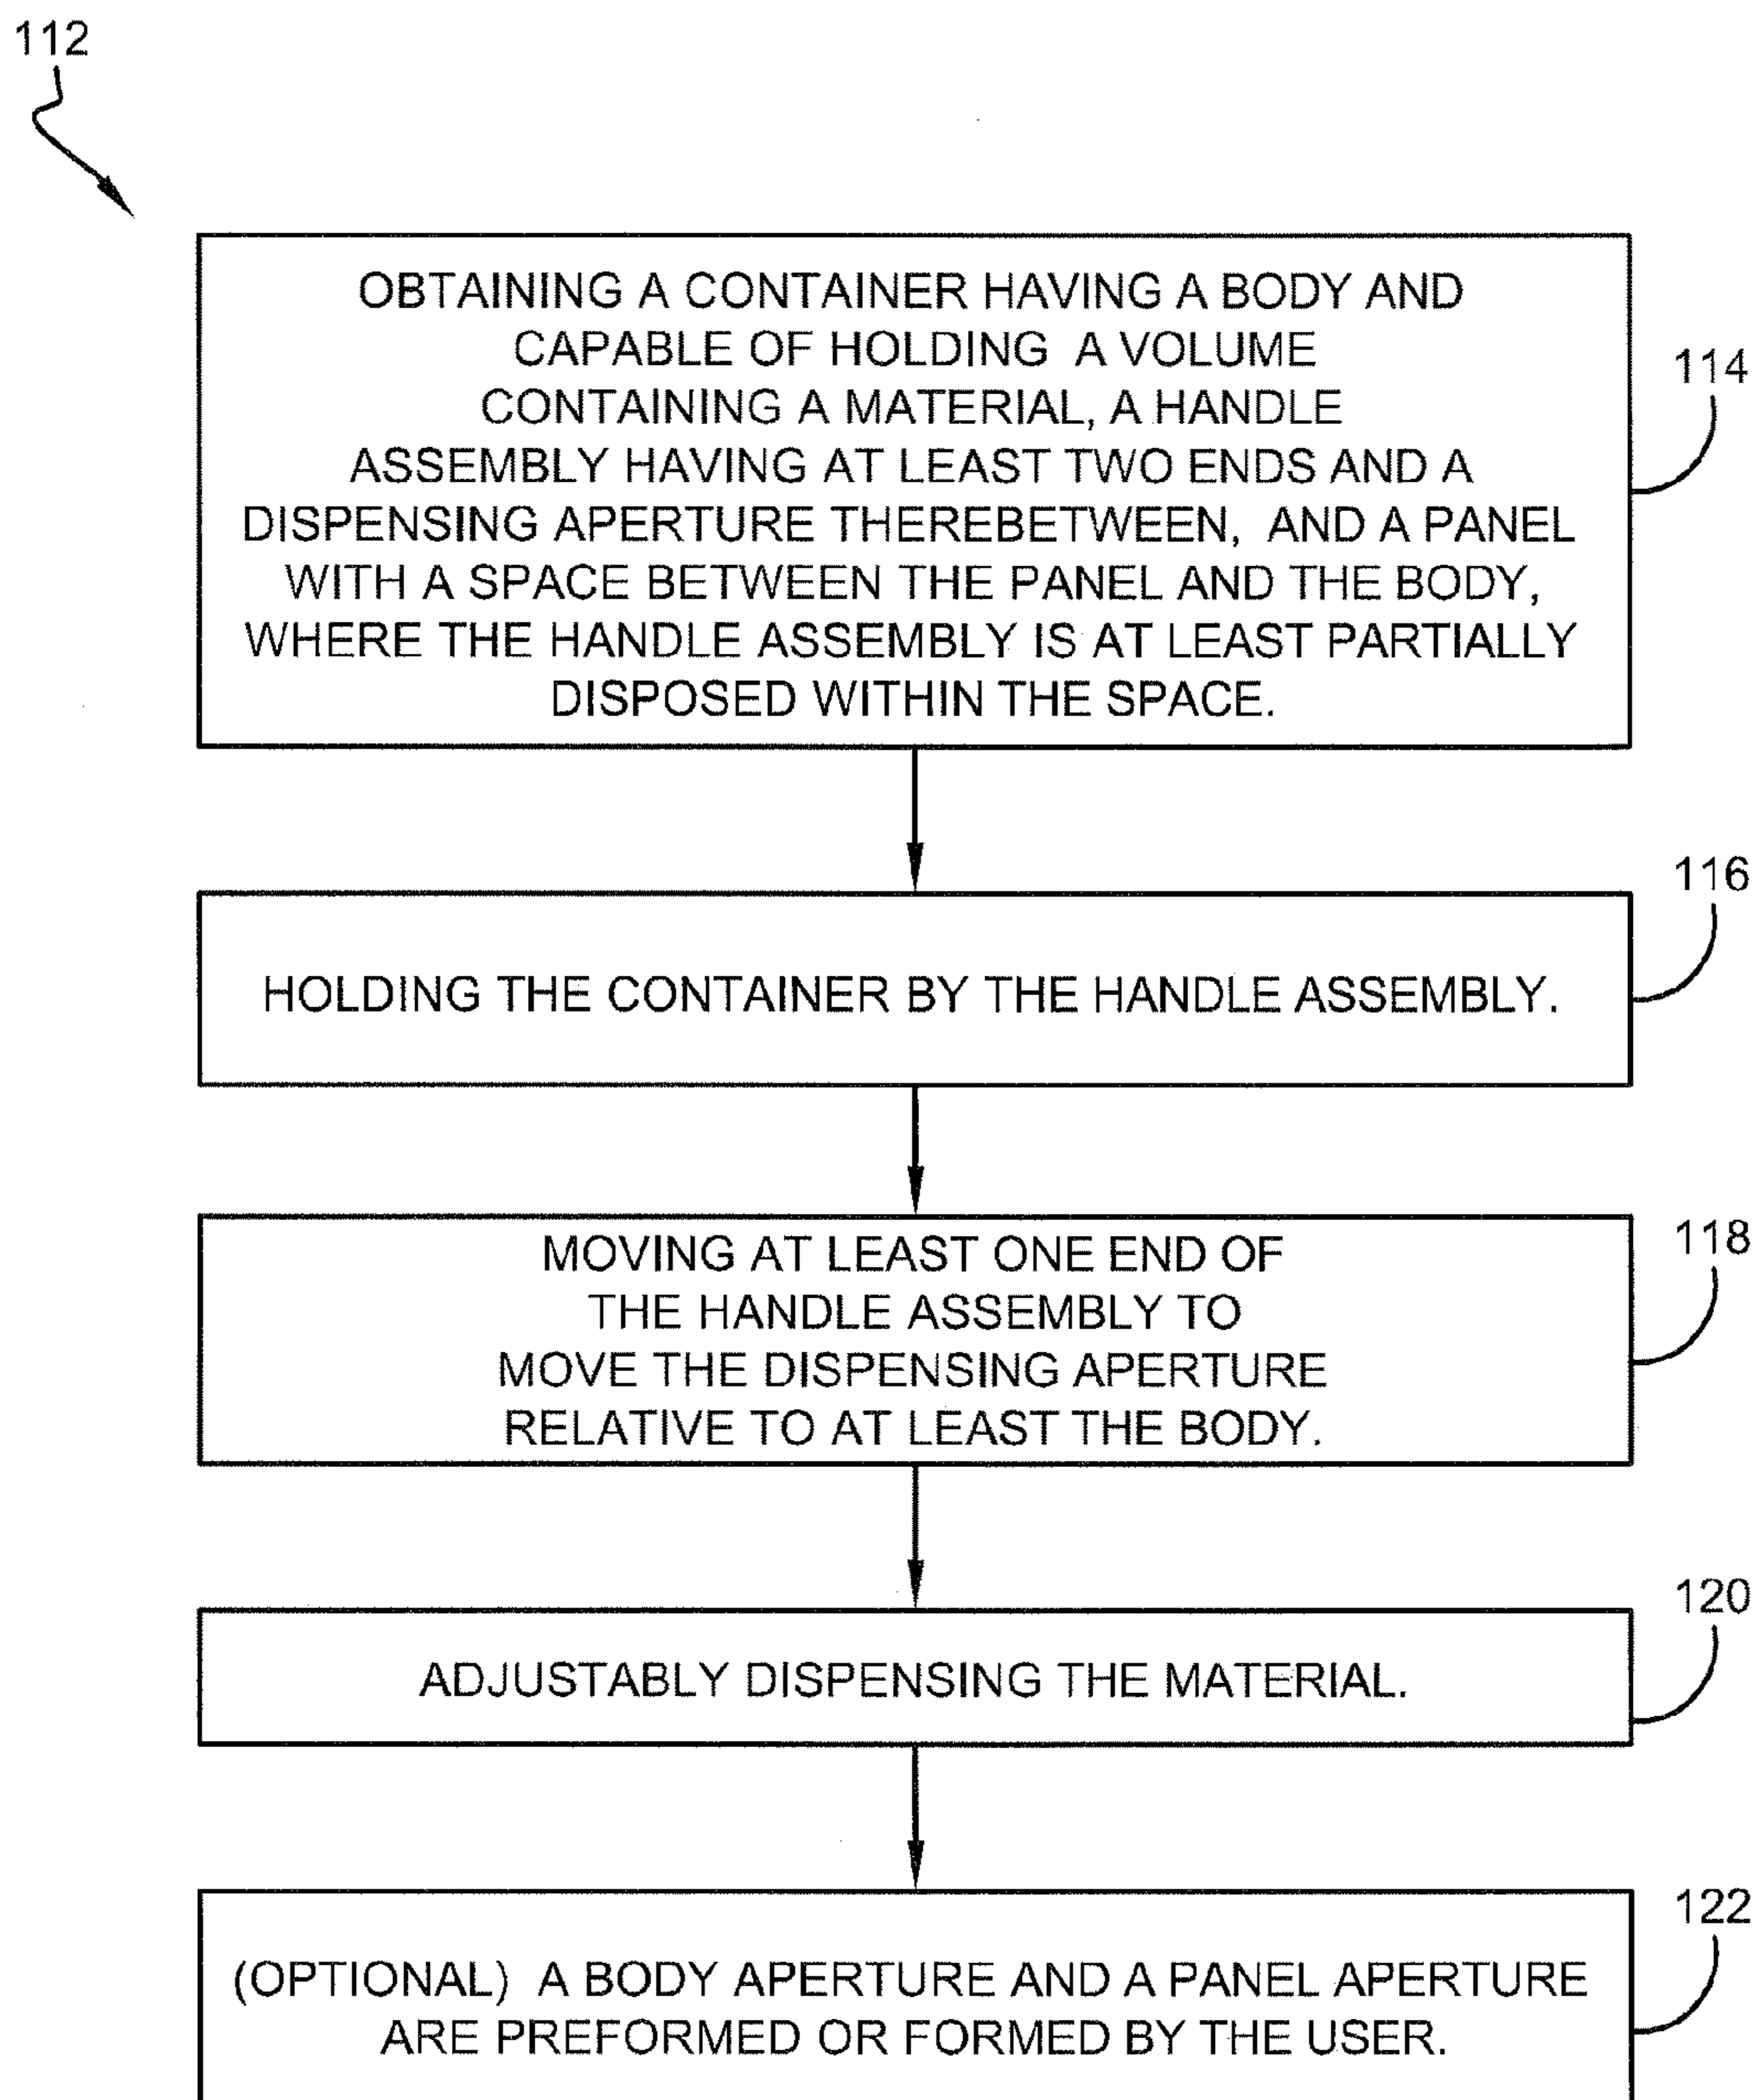 112
OBTAINING A CONTAINER HAVING A BODY AND
CAPABLE OF HOLDING A VOLUME
CONTAINING A MATERIAL, A HANDLE
ASSEMBLY HAVING AT LEAST TWO ENDS AND A
DISPENSING APERTURE THEREBETWEEN, AND A PANEL
WITH A SPACE BETWEEN THE PANEL AND THE BODY,
WHERE THE HANDLE ASSEMBLY IS AT LEAST PARTIALLY
DISPOSED WITHIN THE SPACE.
114
HOLDING THE CONTAINER BY THE HANDLE ASSEMBLY.
116
MOVING AT LEAST ONE END OF
THE HANDLE ASSEMBLY TO
MOVE THE DISPENSING APERTURE
RELATIVE TO AT LEAST THE BODY.
118
ADJUSTABLY DISPENSING THE MATERIAL.
120
(OPTIONAL) A BODY APERTURE AND A PANEL APERTURE
ARE PREFORMED OR FORMED BY THE USER.
122